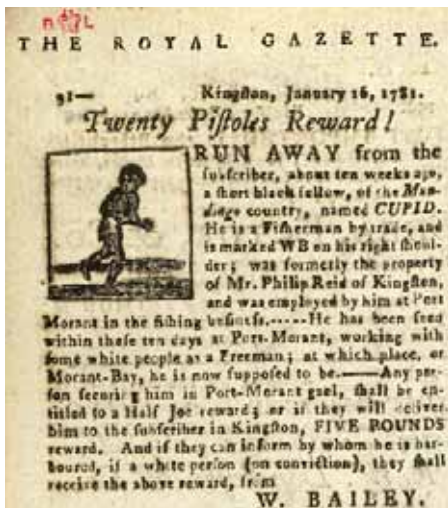 THE ROYAL GAZETTE.
91— Kingſton, January 16, 1781.
Twenty Piſtoles Reward!
RUN AWAY from the
ſubſcriber, about ten weeks ago,
a ſhort black fellow, of the Man-
dingo country, named CUPID.
He is a Fiſherman by trade, and
is marked WB on his right ſhoul-
der; was formerly the property
of Mr. Philip Reid of Kingſton,
and was employed by him at Port
Morant in the fiſhing buſineſs.-----He has been ſeen
within theſe ten days at Port-Morant, working with
ſome white people as a Freeman; at which place, or
Morant-Bay, he is now ſuppoſed to be.——Any per-
ſon ſecuring him in Port-Morant gaol, ſhall be en-
titled to a Half Joe reward; or if they will deliver
him to the ſubſcriber in Kingſton, FIVE POUNDS
reward. And if they can inform by whom he is har-
boured, if a white perſon (on conviction), they ſhall
receive the above reward, from
W. BAILEY.